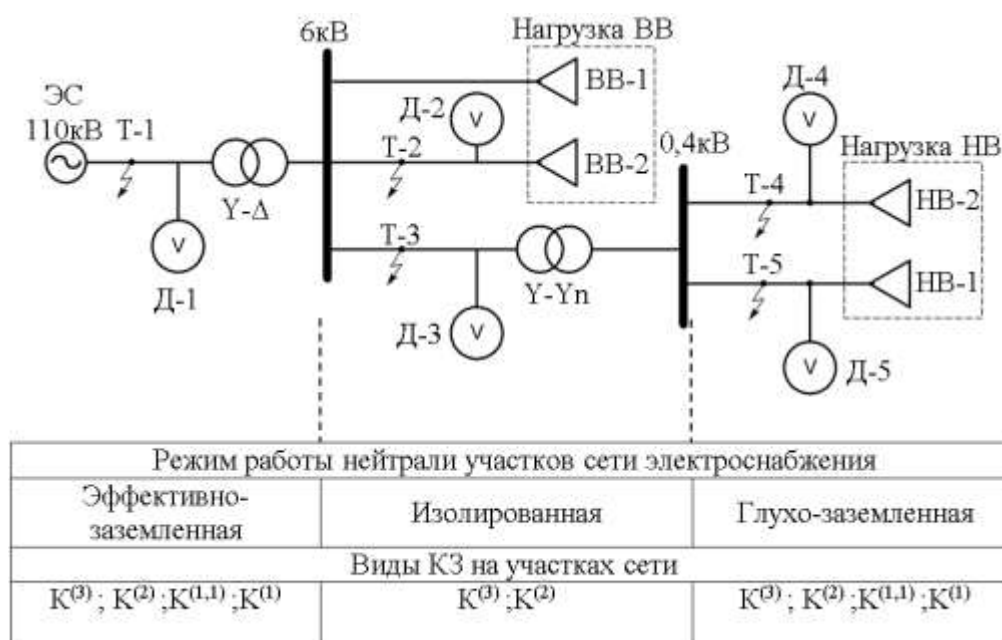 6кВ
Нагрузка ВВ
ВВ-1
Д-4
ЭС
110кВ
Т-1
Д-2
V
V
0,4кВ
Нагрузка НВ
Т-2
ВВ-2
Т-4
НВ-2
Y-Δ
V
Т-3
Д-1
Y-Yn
Т-5
НВ-1
Д-3
V
V
Д-5
Режим работы нейтрали участков сети электроснабжения
Эффективно-
заземленная
Изолированная
Глухо-заземленная
Виды КЗ на участках сети
К(3) ; К(2) ;К(1,1) ;К(1)
К(3) ;К(2)
К(3) ; К(2) ;К(1,1) ;К(1)